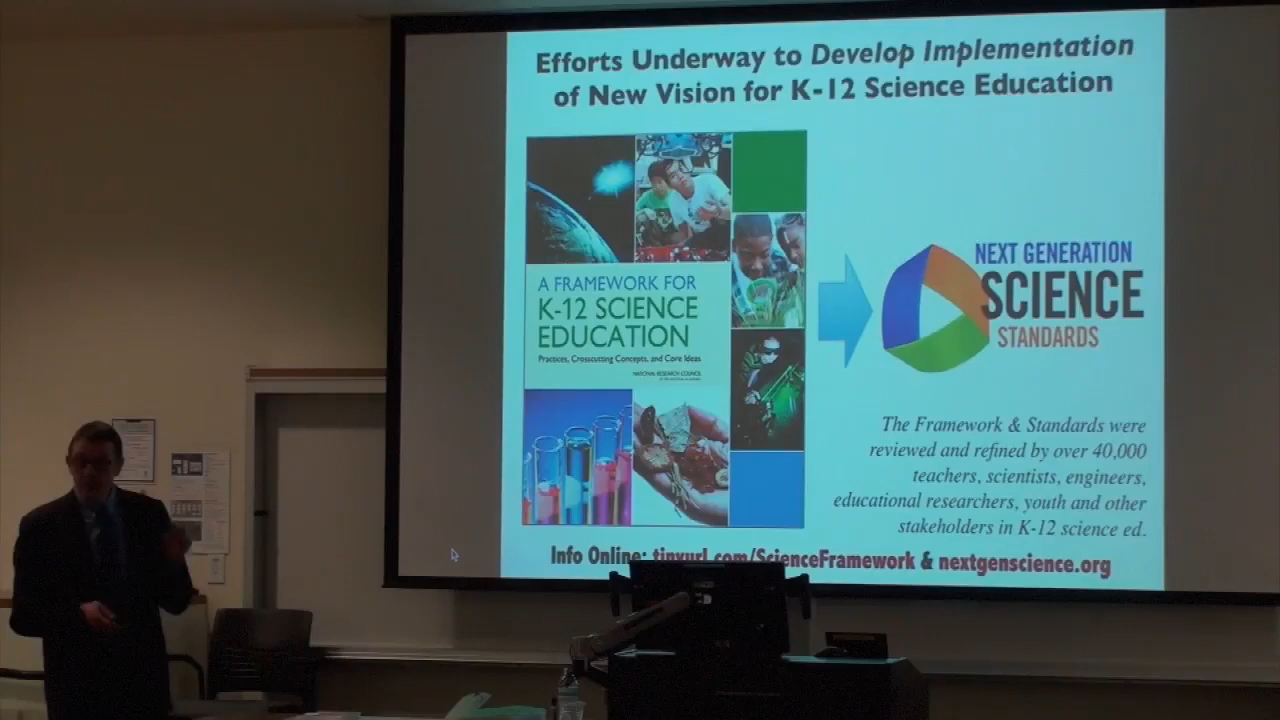 Efforts Underway to Develop Implementation
of New Vision for K-12 Science Education
A FRAMEWORK FOR
K-12 SCIENCE
EDUCATION
Practices, Crosscutting Concepts, and Core Ideas
NATIONAL RESEARCH COUNCIL
NEXT GENERATION
SCIENCE
STANDARDS
The Framework & Standards were
reviewed and refined by over 40,000
teachers, scientists, engineers,
educational researchers, youth and other
stakeholders in K-12 science ed.
Info Online: tinyurl.com/ScienceFramework & nextgenscience.org